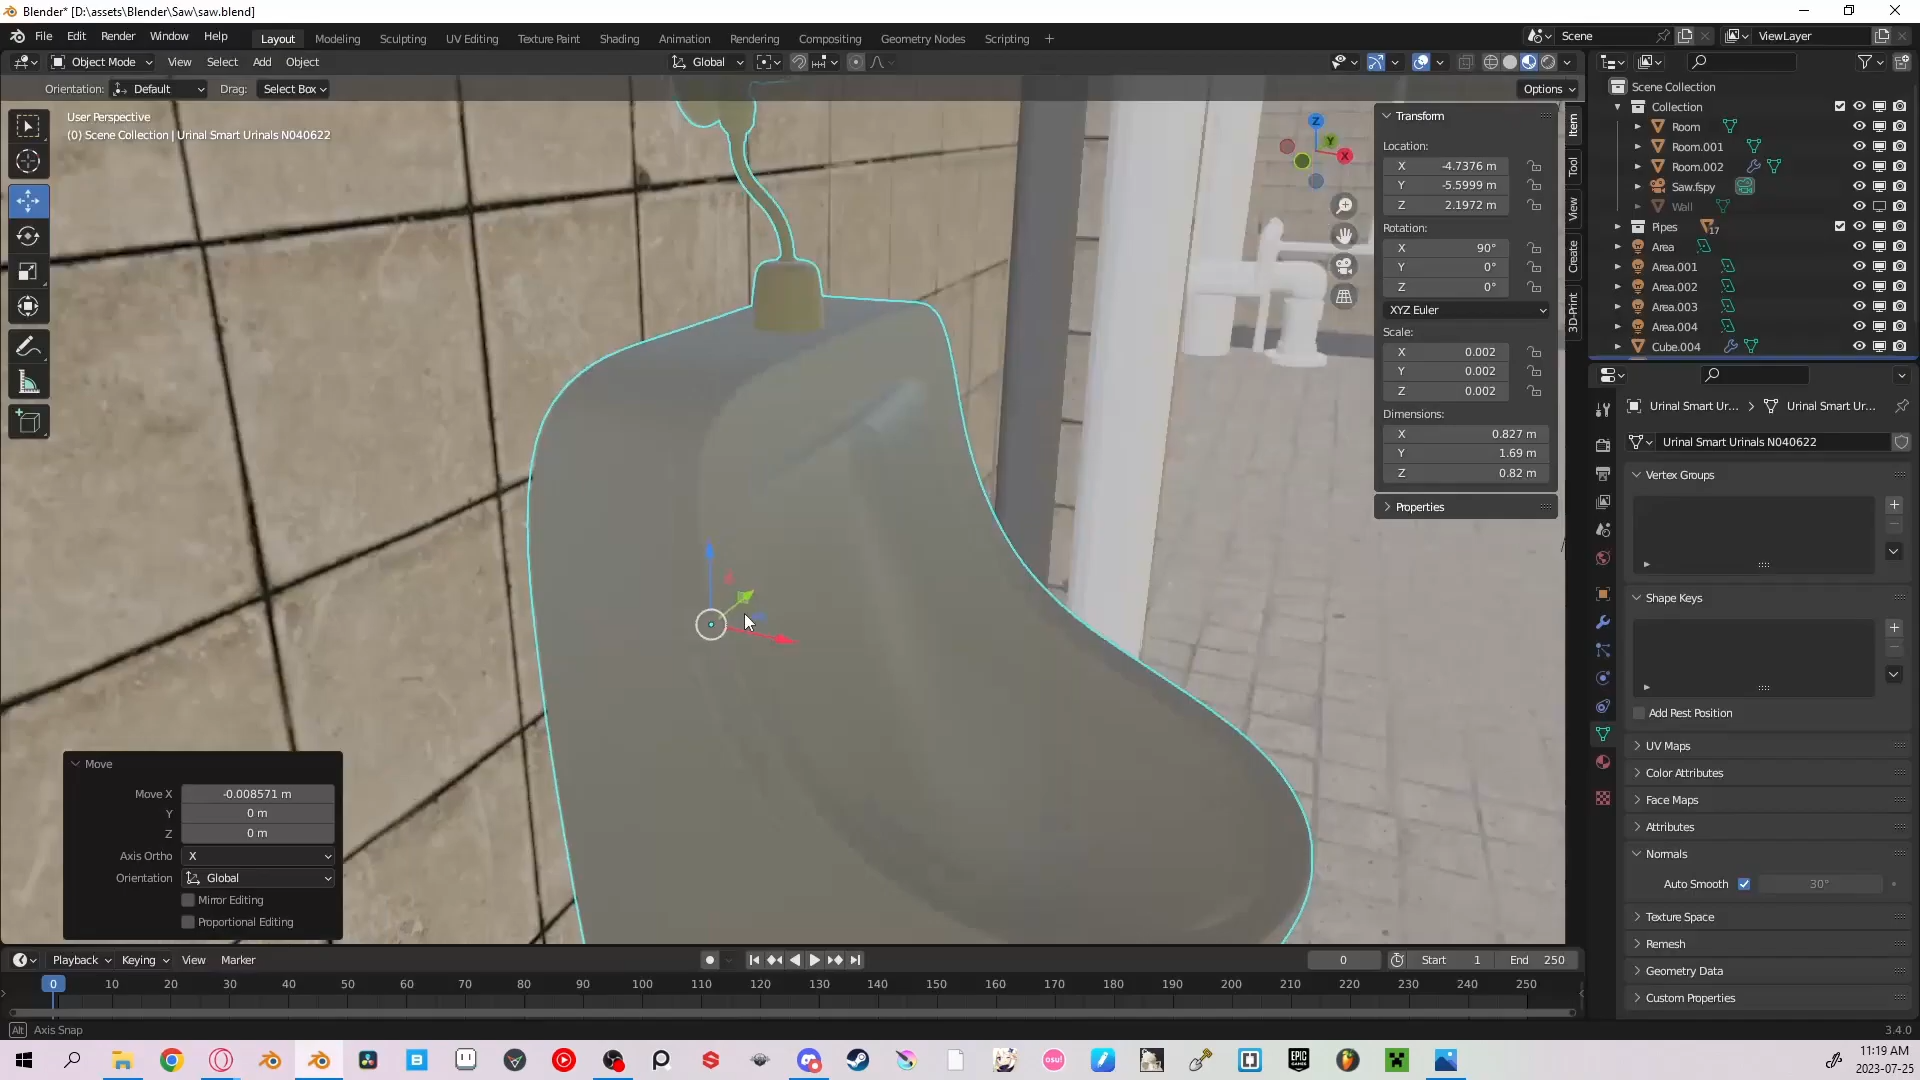 Blender* [D:\assets\Blender\Saw\saw.blend]
File Edit Render Window Help Layout Modeling Sculpting UV Editing Texture Paint Shading Animation Rendering Compositing Geometry Nodes Scripting Scene ViewLayer
Object Mode View Select Add Object Global
Orientation: Default Drag: Select Box Options
User Perspective
(0) Scene Collection | Urinal Smart Urinals N040622
Z
Y
X
Transform
Location:
X -4.7376 m
Y -5.5999 m
Z 2.1972 m
Rotation:
X 90°
Y 0°
Z 0°
XYZ Euler
Scale:
X 0.002
Y 0.002
Z 0.002
Dimensions:
X 0.827 m
Y 1.69 m
Z 0.82 m
Properties
Item
Tool
View
Create
3D-Print
Scene Collection
Collection
Room
Room.001
Room.002
Saw.fspy
Wall
Pipes 17
Area
Area.001
Area.002
Area.003
Area.004
Cube.004
Urinal Smart Ur... Urinal Smart Ur...
Urinal Smart Urinals N040622
Vertex Groups
Shape Keys
Add Rest Position
UV Maps
Color Attributes
Face Maps
Attributes
Normals
Auto Smooth 30°
Texture Space
Remesh
Geometry Data
Custom Properties
Move
Move X -0.008571 m
Y 0 m
Z 0 m
Axis Ortho X
Orientation Global
Mirror Editing
Proportional Editing
Playback Keying View Marker 0 Start 1 End 250
0 10 20 30 40 50 60 70 80 90 100 110 120 130 140 150 160 170 180 190 200 210 220 230 240 250
Alt Axis Snap 3.4.0
osu!
EPIC GAMES
11:19 AM
2023-07-25